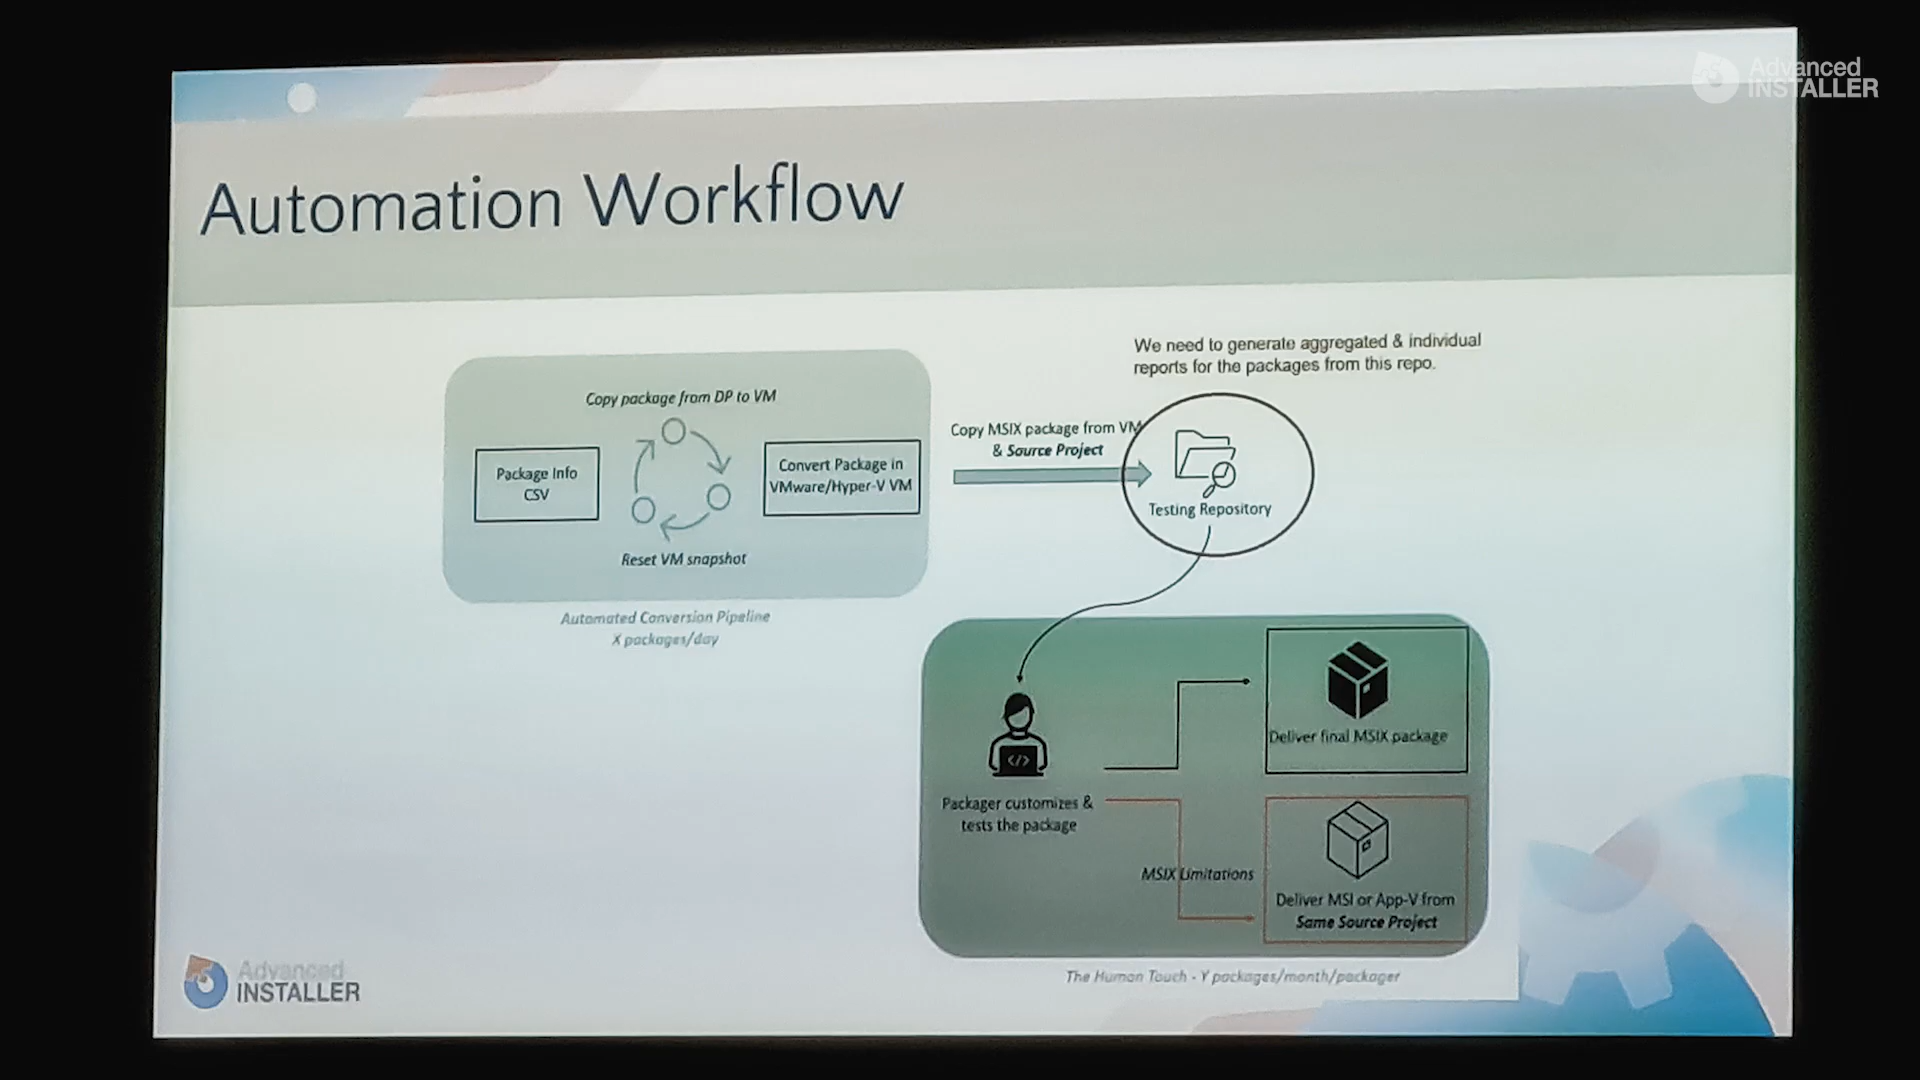 Advanced
INSTALLER
Automation Workflow
We need to generate aggregated & individual
reports for the packages from this repo.
Copy package from DP to VM
Package Info
CSV
Convert Package in
VMware/Hyper-V VM
Reset VM snapshot
Automated Conversion Pipeline
X packages/day
Copy MSIX package from VM
& Source Project
Testing Repository
</>
Packager customizes &
tests the package
Deliver final MSIX package
MSIX Limitations
Deliver MSI or App-V from
Same Source Project
The Human Touch - Y packages/month/packager
Advanced
INSTALLER